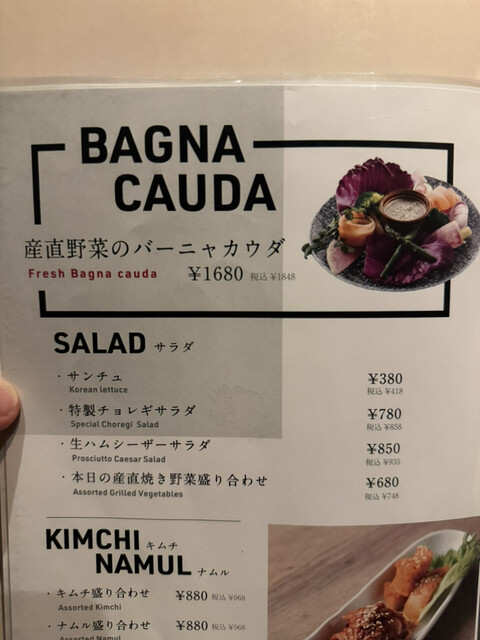 BAGNA
CAUDA
産直野菜のバーニャカウダ
Fresh Bagna cauda ¥1680 税込 ¥1848
SALAD サラダ
・サンチュ ¥380
Korean lettuce 税込 ¥418
・特製チョレギサラダ ¥780
Special Choregi Salad 税込 ¥858
・生ハムシーザーサラダ ¥850
Prosciutto Caesar Salad 税込 ¥935
・本日の産直焼き野菜盛り合わせ ¥680
Assorted Grilled Vegetables 税込 ¥748
KIMCHI キムチ
NAMUL ナムル
・キムチ盛り合わせ ¥880 税込 ¥968
Assorted Kimchi
・ナムル盛り合わせ ¥880 税込 ¥968
Assorted Namul